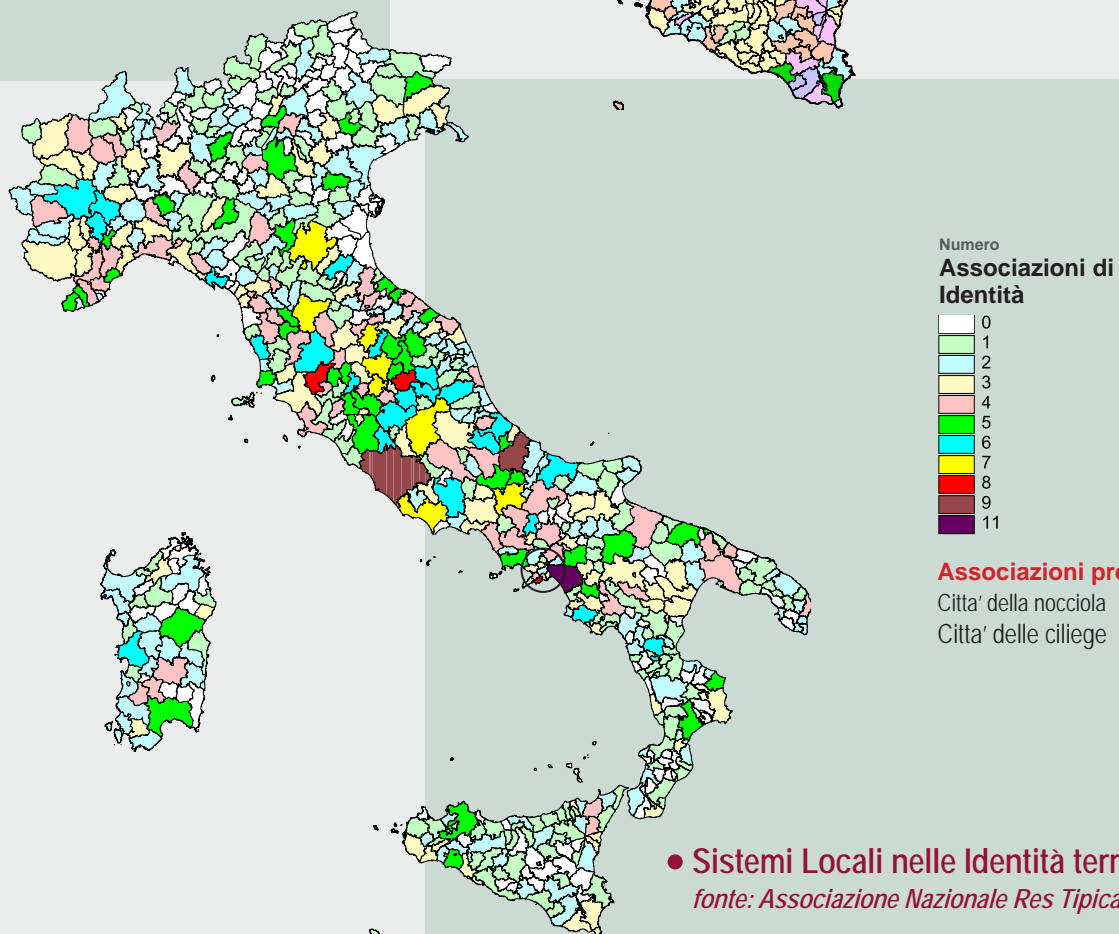 Numero
Associazioni di
Identità
0
1
2
3
4
5
6
7
8
9
11
Associazioni pre
Citta' della nocciola
Citta' delle ciliege
• Sistemi Locali nelle Identità terr
fonte: Associazione Nazionale Res Tipica